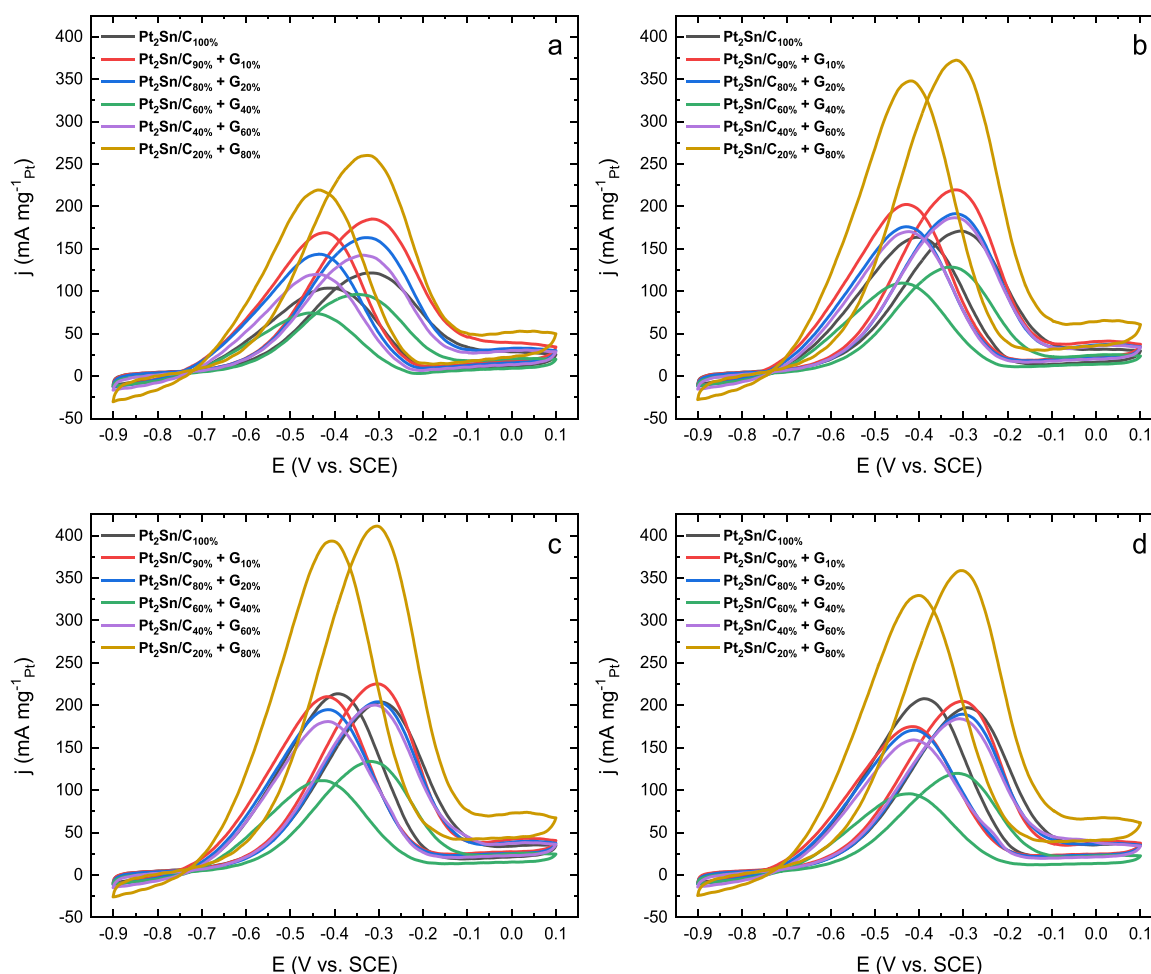 a
Pt₂Sn/C₁₀₀%
Pt₂Sn/C₉₀% + G₁₀%
Pt₂Sn/C₈₀% + G₂₀%
Pt₂Sn/C₆₀% + G₄₀%
Pt₂Sn/C₄₀% + G₆₀%
Pt₂Sn/C₂₀% + G₈₀%
j (mA mg⁻¹Pt)
400
350
300
250
200
150
100
50
0
-50
-0.9 -0.8 -0.7 -0.6 -0.5 -0.4 -0.3 -0.2 -0.1 0.0 0.1
E (V vs. SCE)
b
Pt₂Sn/C₁₀₀%
Pt₂Sn/C₉₀% + G₁₀%
Pt₂Sn/C₈₀% + G₂₀%
Pt₂Sn/C₆₀% + G₄₀%
Pt₂Sn/C₄₀% + G₆₀%
Pt₂Sn/C₂₀% + G₈₀%
j (mA mg⁻¹Pt)
400
350
300
250
200
150
100
50
0
-50
-0.9 -0.8 -0.7 -0.6 -0.5 -0.4 -0.3 -0.2 -0.1 0.0 0.1
E (V vs. SCE)
c
Pt₂Sn/C₁₀₀%
Pt₂Sn/C₉₀% + G₁₀%
Pt₂Sn/C₈₀% + G₂₀%
Pt₂Sn/C₆₀% + G₄₀%
Pt₂Sn/C₄₀% + G₆₀%
Pt₂Sn/C₂₀% + G₈₀%
j (mA mg⁻¹Pt)
400
350
300
250
200
150
100
50
0
-50
-0.9 -0.8 -0.7 -0.6 -0.5 -0.4 -0.3 -0.2 -0.1 0.0 0.1
E (V vs. SCE)
d
Pt₂Sn/C₁₀₀%
Pt₂Sn/C₉₀% + G₁₀%
Pt₂Sn/C₈₀% + G₂₀%
Pt₂Sn/C₆₀% + G₄₀%
Pt₂Sn/C₄₀% + G₆₀%
Pt₂Sn/C₂₀% + G₈₀%
j (mA mg⁻¹Pt)
400
350
300
250
200
150
100
50
0
-50
-0.9 -0.8 -0.7 -0.6 -0.5 -0.4 -0.3 -0.2 -0.1 0.0 0.1
E (V vs. SCE)